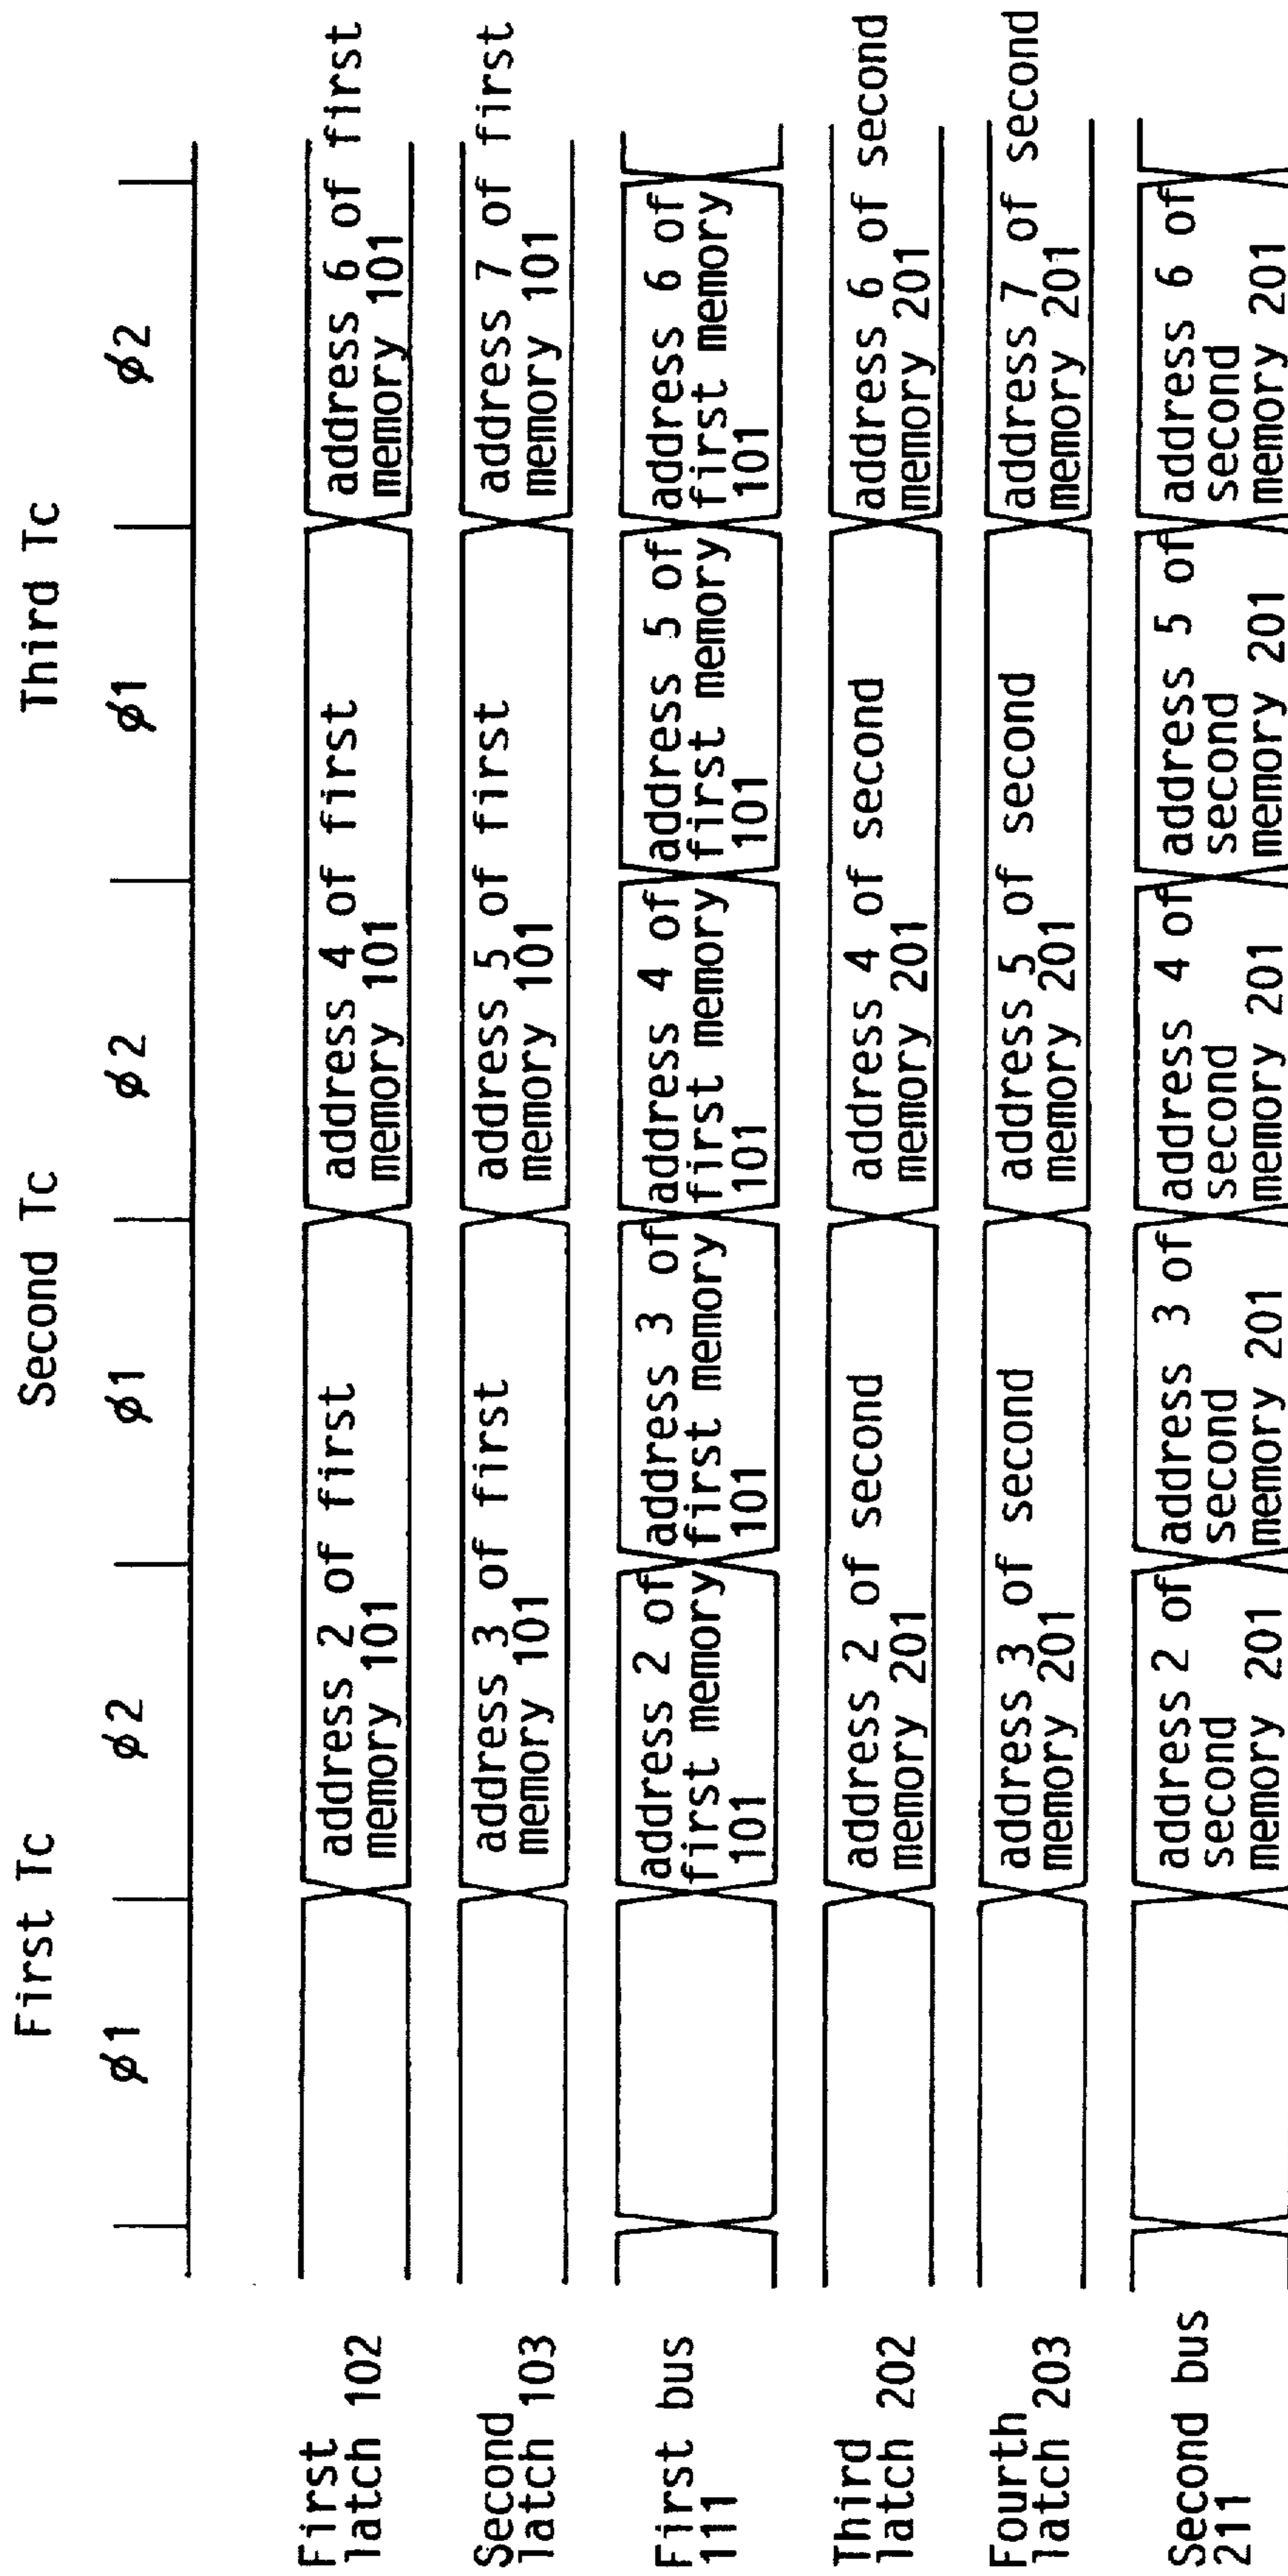 First Tc
Second Tc
Third Tc
ø1
ø2
ø1
ø2
ø1
ø2
First
latch 102
address 2 of first
memory 101
address 4 of first
memory 101
address 6 of first
memory 101
Second
latch 103
address 3 of first
memory 101
address 5 of first
memory 101
address 7 of first
memory 101
First bus
111
address 2 of
first memory
101
address 3 of
first memory
101
address 4 of
first memory
101
address 5 of
first memory
101
address 6 of
first memory
101
Third
latch 202
address 2 of second
memory 201
address 4 of second
memory 201
address 6 of second
memory 201
Fourth
latch 203
address 3 of second
memory 201
address 5 of second
memory 201
address 7 of second
memory 201
Second bus
211
address 2 of
second
memory 201
address 3 of
second
memory 201
address 4 of
second
memory 201
address 5 of
second
memory 201
address 6 of
second
memory 201